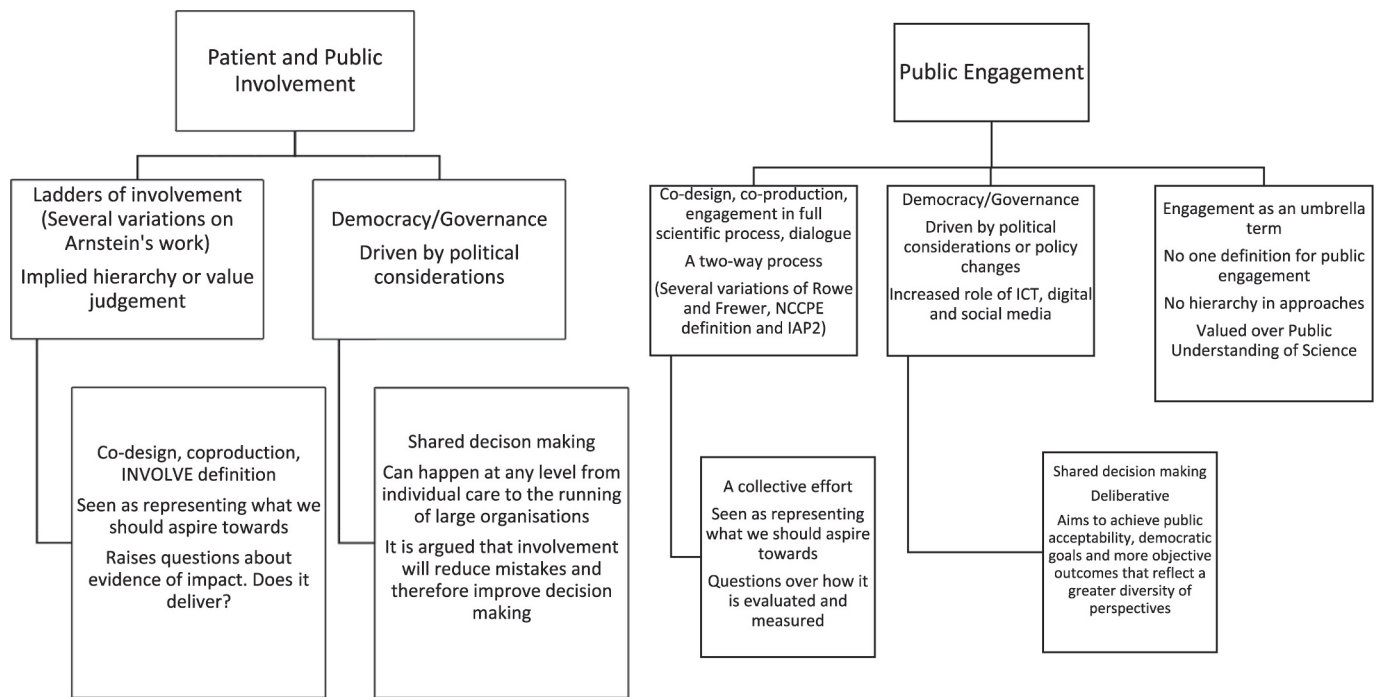 Patient and Public
Involvement
Ladders of involvement
(Several variations on
Arnstein's work)
Implied hierarchy or value
judgement
Democracy/Governance
Driven by political
considerations
Co-design, coproduction,
INVOLVE definition
Seen as representing what we
should aspire towards
Raises questions about
evidence of impact. Does it
deliver?
Shared decison making
Can happen at any level from
individual care to the running
of large organisations
It is argued that involvement
will reduce mistakes and
therefore improve decision
making
Public Engagement
Co-design, co-production,
engagement in full
scientific process, dialogue
A two-way process
(Several variations of Rowe
and Frewer, NCCPE
definition and IAP2)
Democracy/Governance
Driven by political
considerations or policy
changes
Increased role of ICT, digital
and social media
Engagement as an umbrella
term
No one definition for public
engagement
No hierarchy in approaches
Valued over Public
Understanding of Science
A collective effort
Seen as representing
what we should aspire
towards
Questions over how it
is evaluated and
measured
Shared decision making
Deliberative
Aims to achieve public
acceptability, democratic
goals and more objective
outcomes that reflect a
greater diversity of
perspectives